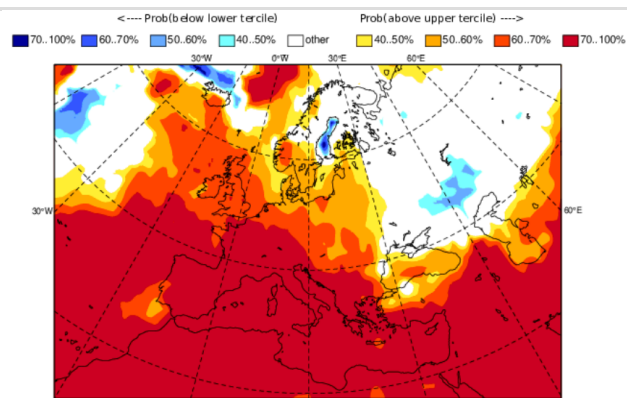 <---- Prob(below lower tercile) Prob(above upper tercile) ---->
70..100% 60..70% 50..60% 40..50% other 40..50% 50..60% 60..70% 70..100%
30°W 0°W 30°E 60°E
30°W 60°E